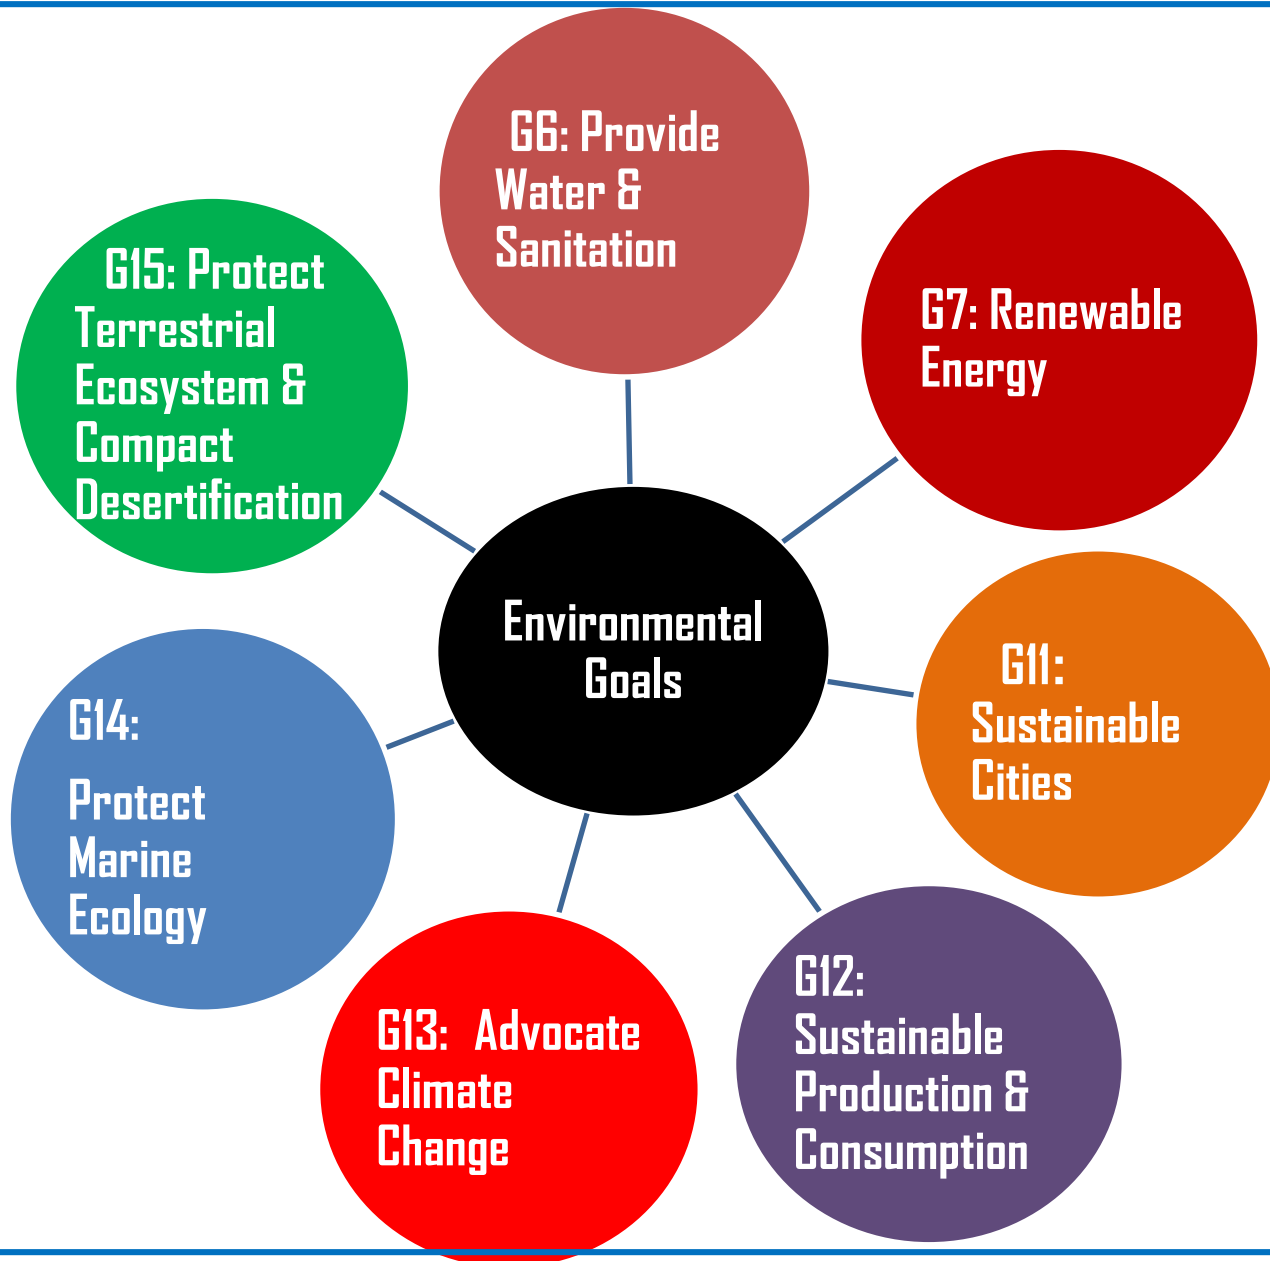 G6: Provide
Water &
Sanitation
G7: Renewable
Energy
G11:
Sustainable
Cities
G12:
Sustainable
Production &
Consumption
G13: Advocate
Climate
Change
G14:
Protect
Marine
Ecology
G15: Protect
Terrestrial
Ecosystem &
Compact
Desertification
Environmental
Goals